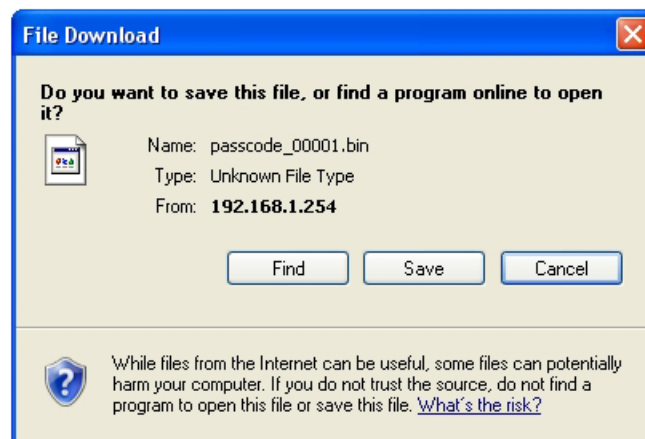 File Download
Do you want to save this file, or find a program online to open
it?
Name: passcode_00001.bin
Type: Unknown File Type
From: 192.168.1.254
Find Save Cancel
While files from the Internet can be useful, some files can potentially
harm your computer. If you do not trust the source, do not find a
program to open this file or save this file. What's the risk?